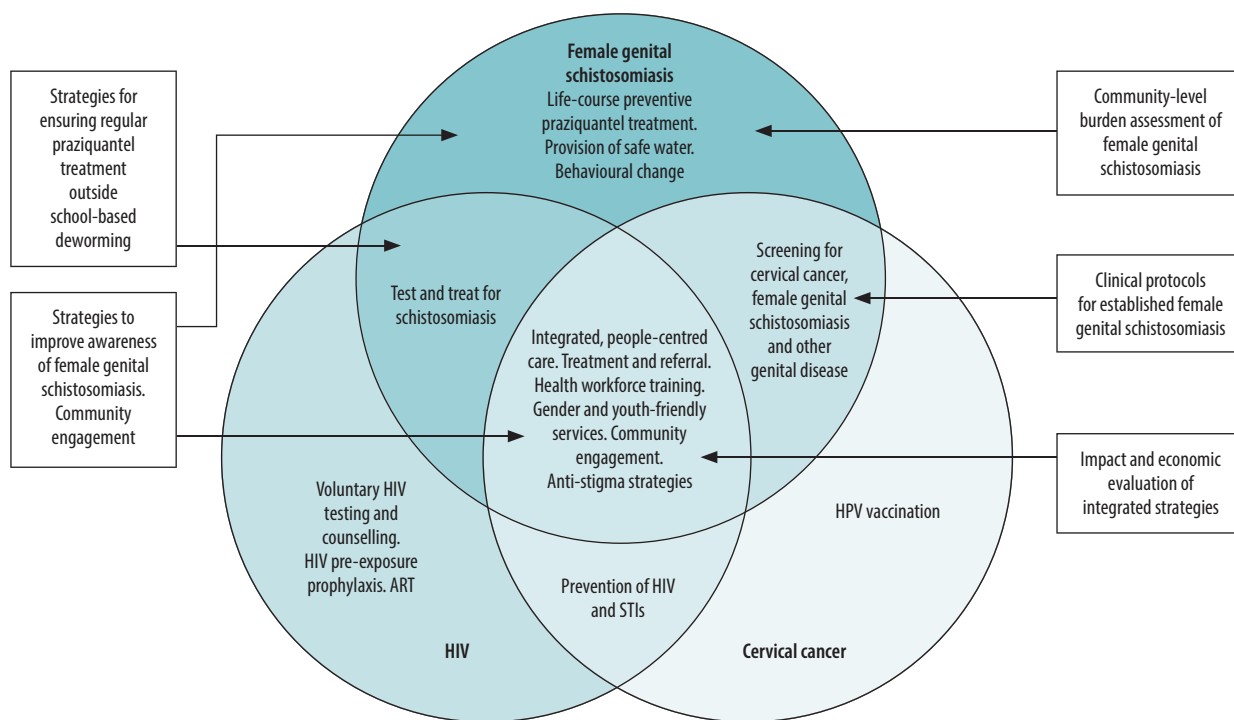 Strategies for
ensuring regular
praziquantel
treatment
outside
school-based
deworming
Strategies to
improve awareness
of female genital
schistosomiasis.
Community
engagement
Female genital
schistosomiasis
Life-course preventive
praziquantel treatment.
Provision of safe water.
Behavioural change
Test and treat for
schistosomiasis
Screening for
cervical cancer,
female genital
schistosomiasis
and other
genital disease
Integrated, people-centred
care. Treatment and referral.
Health workforce training.
Gender and youth-friendly
services. Community
engagement.
Anti-stigma strategies
Voluntary HIV
testing and
counselling.
HIV pre-exposure
prophylaxis. ART
HIV
Prevention of HIV
and STIs
HPV vaccination
Cervical cancer
Community-level
burden assessment of
female genital
schistosomiasis
Clinical protocols
for established female
genital schistosomiasis
Impact and economic
evaluation of
integrated strategies